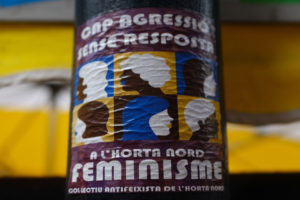 CAP AGRESSIÓ
SENSE RESPOSTA
A L'HORTA NORD
FEMINISME
COL·LECTIU ANTIFEIXISTA DE L'HORTA NORD